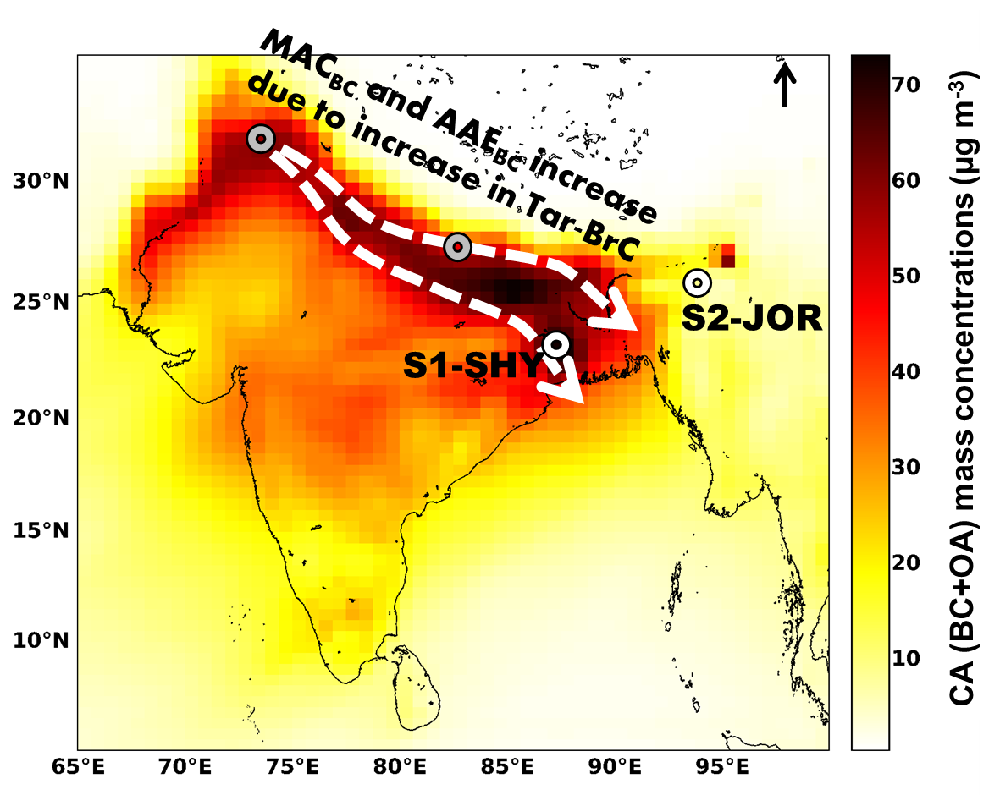 MAC_BC and AAE_BC increase
due to increase in Tar-BrC
S2-JOR
S1-SHY
30°N
25°N
20°N
15°N
10°N
65°E 70°E 75°E 80°E 85°E 90°E 95°E
70
60
50
40
30
20
10
CA (BC+OA) mass concentrations (µg m⁻³)